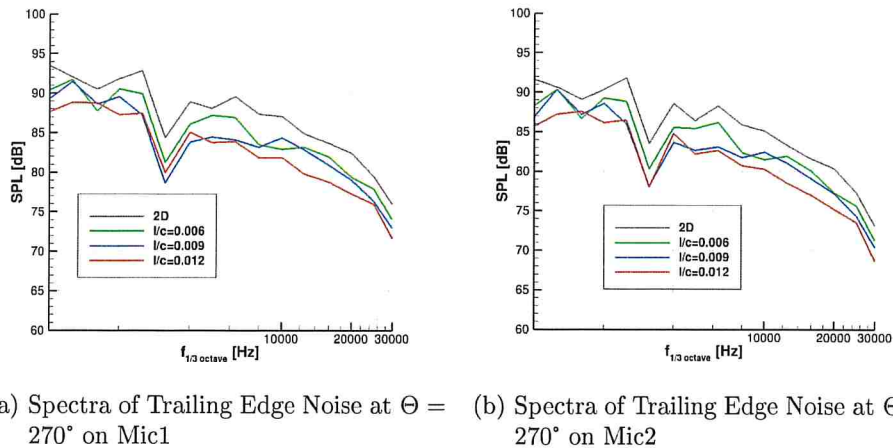 100
95
90
85
80
75
70
65
60
SPL [dB]
2D
l/c=0.006
l/c=0.009
l/c=0.012
10000
20000
30000
f1/3 octave [Hz]
100
95
90
85
80
75
70
65
60
SPL [dB]
2D
l/c=0.006
l/c=0.009
l/c=0.012
10000
20000
30000
f1/3 octave [Hz]
a) Spectra of Trailing Edge Noise at Θ =
270° on Mic1
(b) Spectra of Trailing Edge Noise at Θ
270° on Mic2